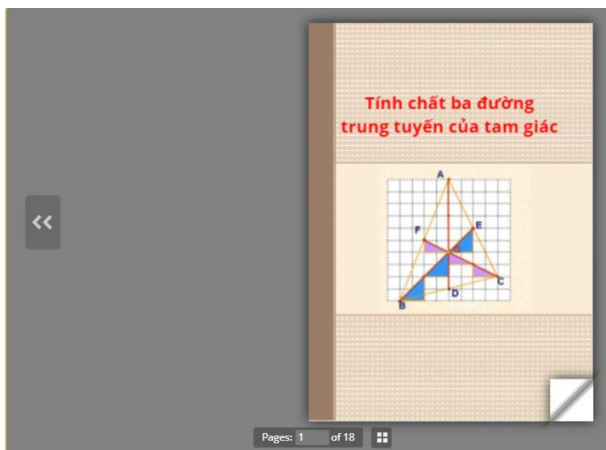 Tính chất ba đường
trung tuyến của tam giác
A
F
E
C
D
B
Pages: 1 of 18